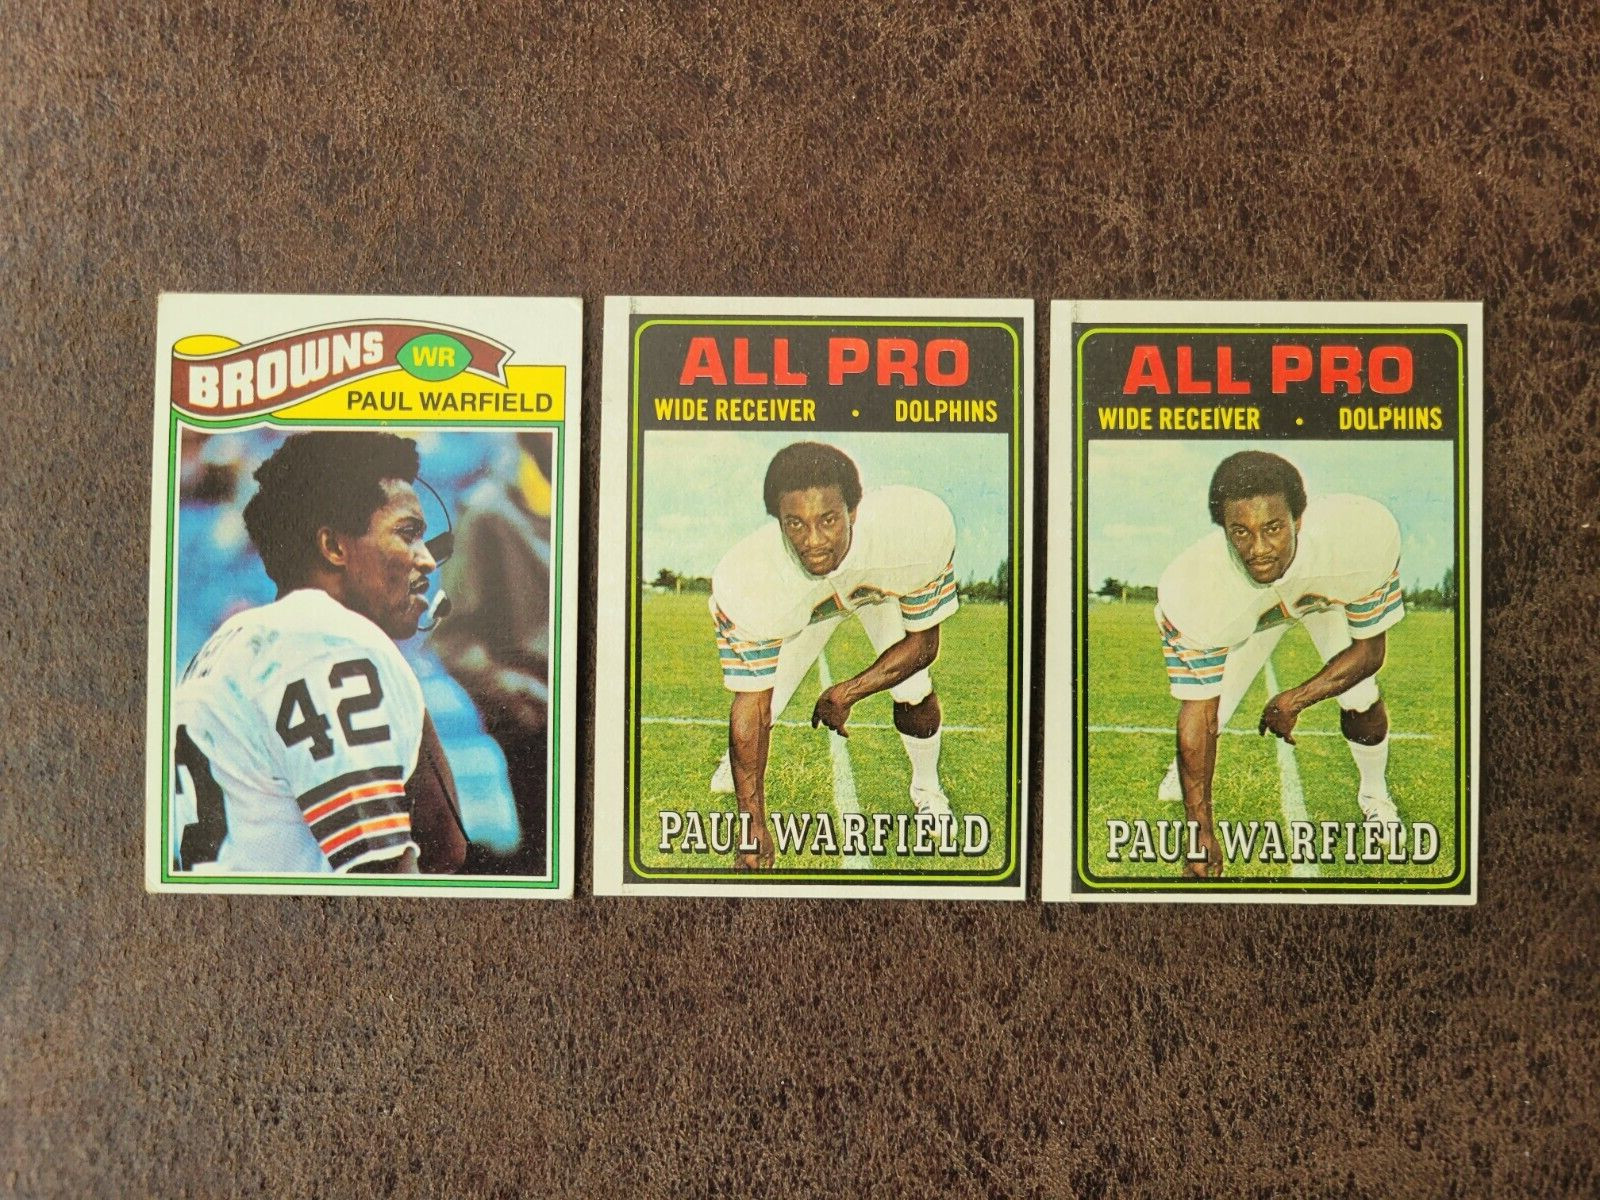 BROWNS WR
PAUL WARFIELD
42
ALL PRO
WIDE RECEIVER • DOLPHINS
PAUL WARFIELD
ALL PRO
WIDE RECEIVER • DOLPHINS
PAUL WARFIELD